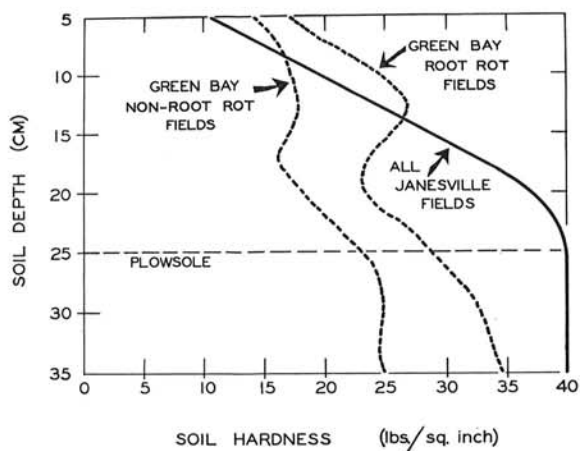 5
10
15
20
25
30
35
SOIL DEPTH (CM)
GREEN BAY
NON-ROOT ROT
FIELDS
GREEN BAY
ROOT ROT
FIELDS
ALL
JANESVILLE
FIELDS
PLOWSOLE
0 5 10 15 20 25 30 35 40
SOIL HARDNESS (lbs/sq. inch)